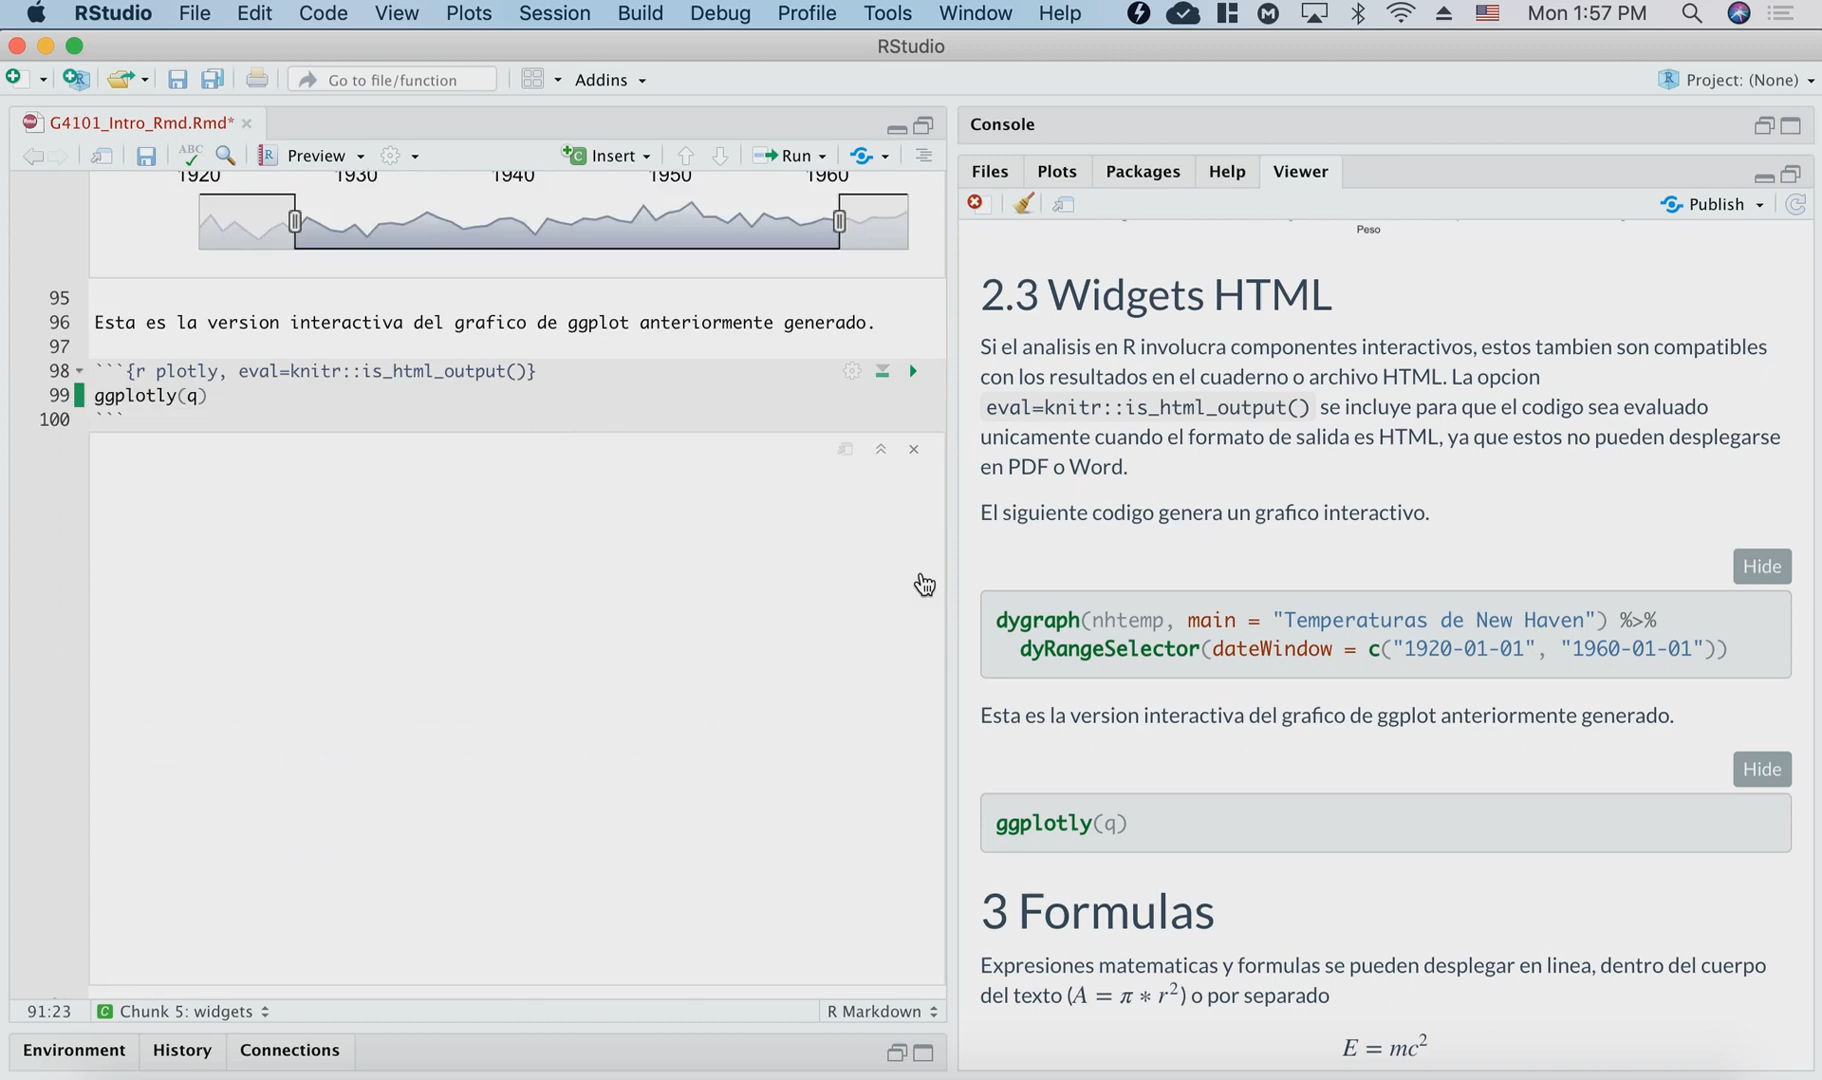 RStudio File Edit Code View Plots Session Build Debug Profile Tools Window Help Mon 1:57 PM
RStudio
Go to file/function Addins Project: (None)
G4101_Intro_Rmd.Rmd*
Preview Insert Run
1920 1930 1940 1950 1960
95
96 Esta es la version interactiva del grafico de ggplot anteriormente generado.
97
98 ```{r plotly, eval=knitr::is_html_output()}
99 ggplotly(q)
100 ```
91:23 Chunk 5: widgets R Markdown
Environment History Connections
Console
Files Plots Packages Help Viewer
Publish
Peso
2.3 Widgets HTML
Si el analisis en R involucra componentes interactivos, estos tambien son compatibles
con los resultados en el cuaderno o archivo HTML. La opcion
eval=knitr::is_html_output() se incluye para que el codigo sea evaluado
unicamente cuando el formato de salida es HTML, ya que estos no pueden desplegarse
en PDF o Word.
El siguiente codigo genera un grafico interactivo.
Hide
dygraph(nhtemp, main = "Temperaturas de New Haven") %>%
dyRangeSelector(dateWindow = c("1920-01-01", "1960-01-01"))
Esta es la version interactiva del grafico de ggplot anteriormente generado.
Hide
ggplotly(q)
3 Formulas
Expresiones matematicas y formulas se pueden desplegar en linea, dentro del cuerpo
del texto (A = π * r²) o por separado
E = mc²